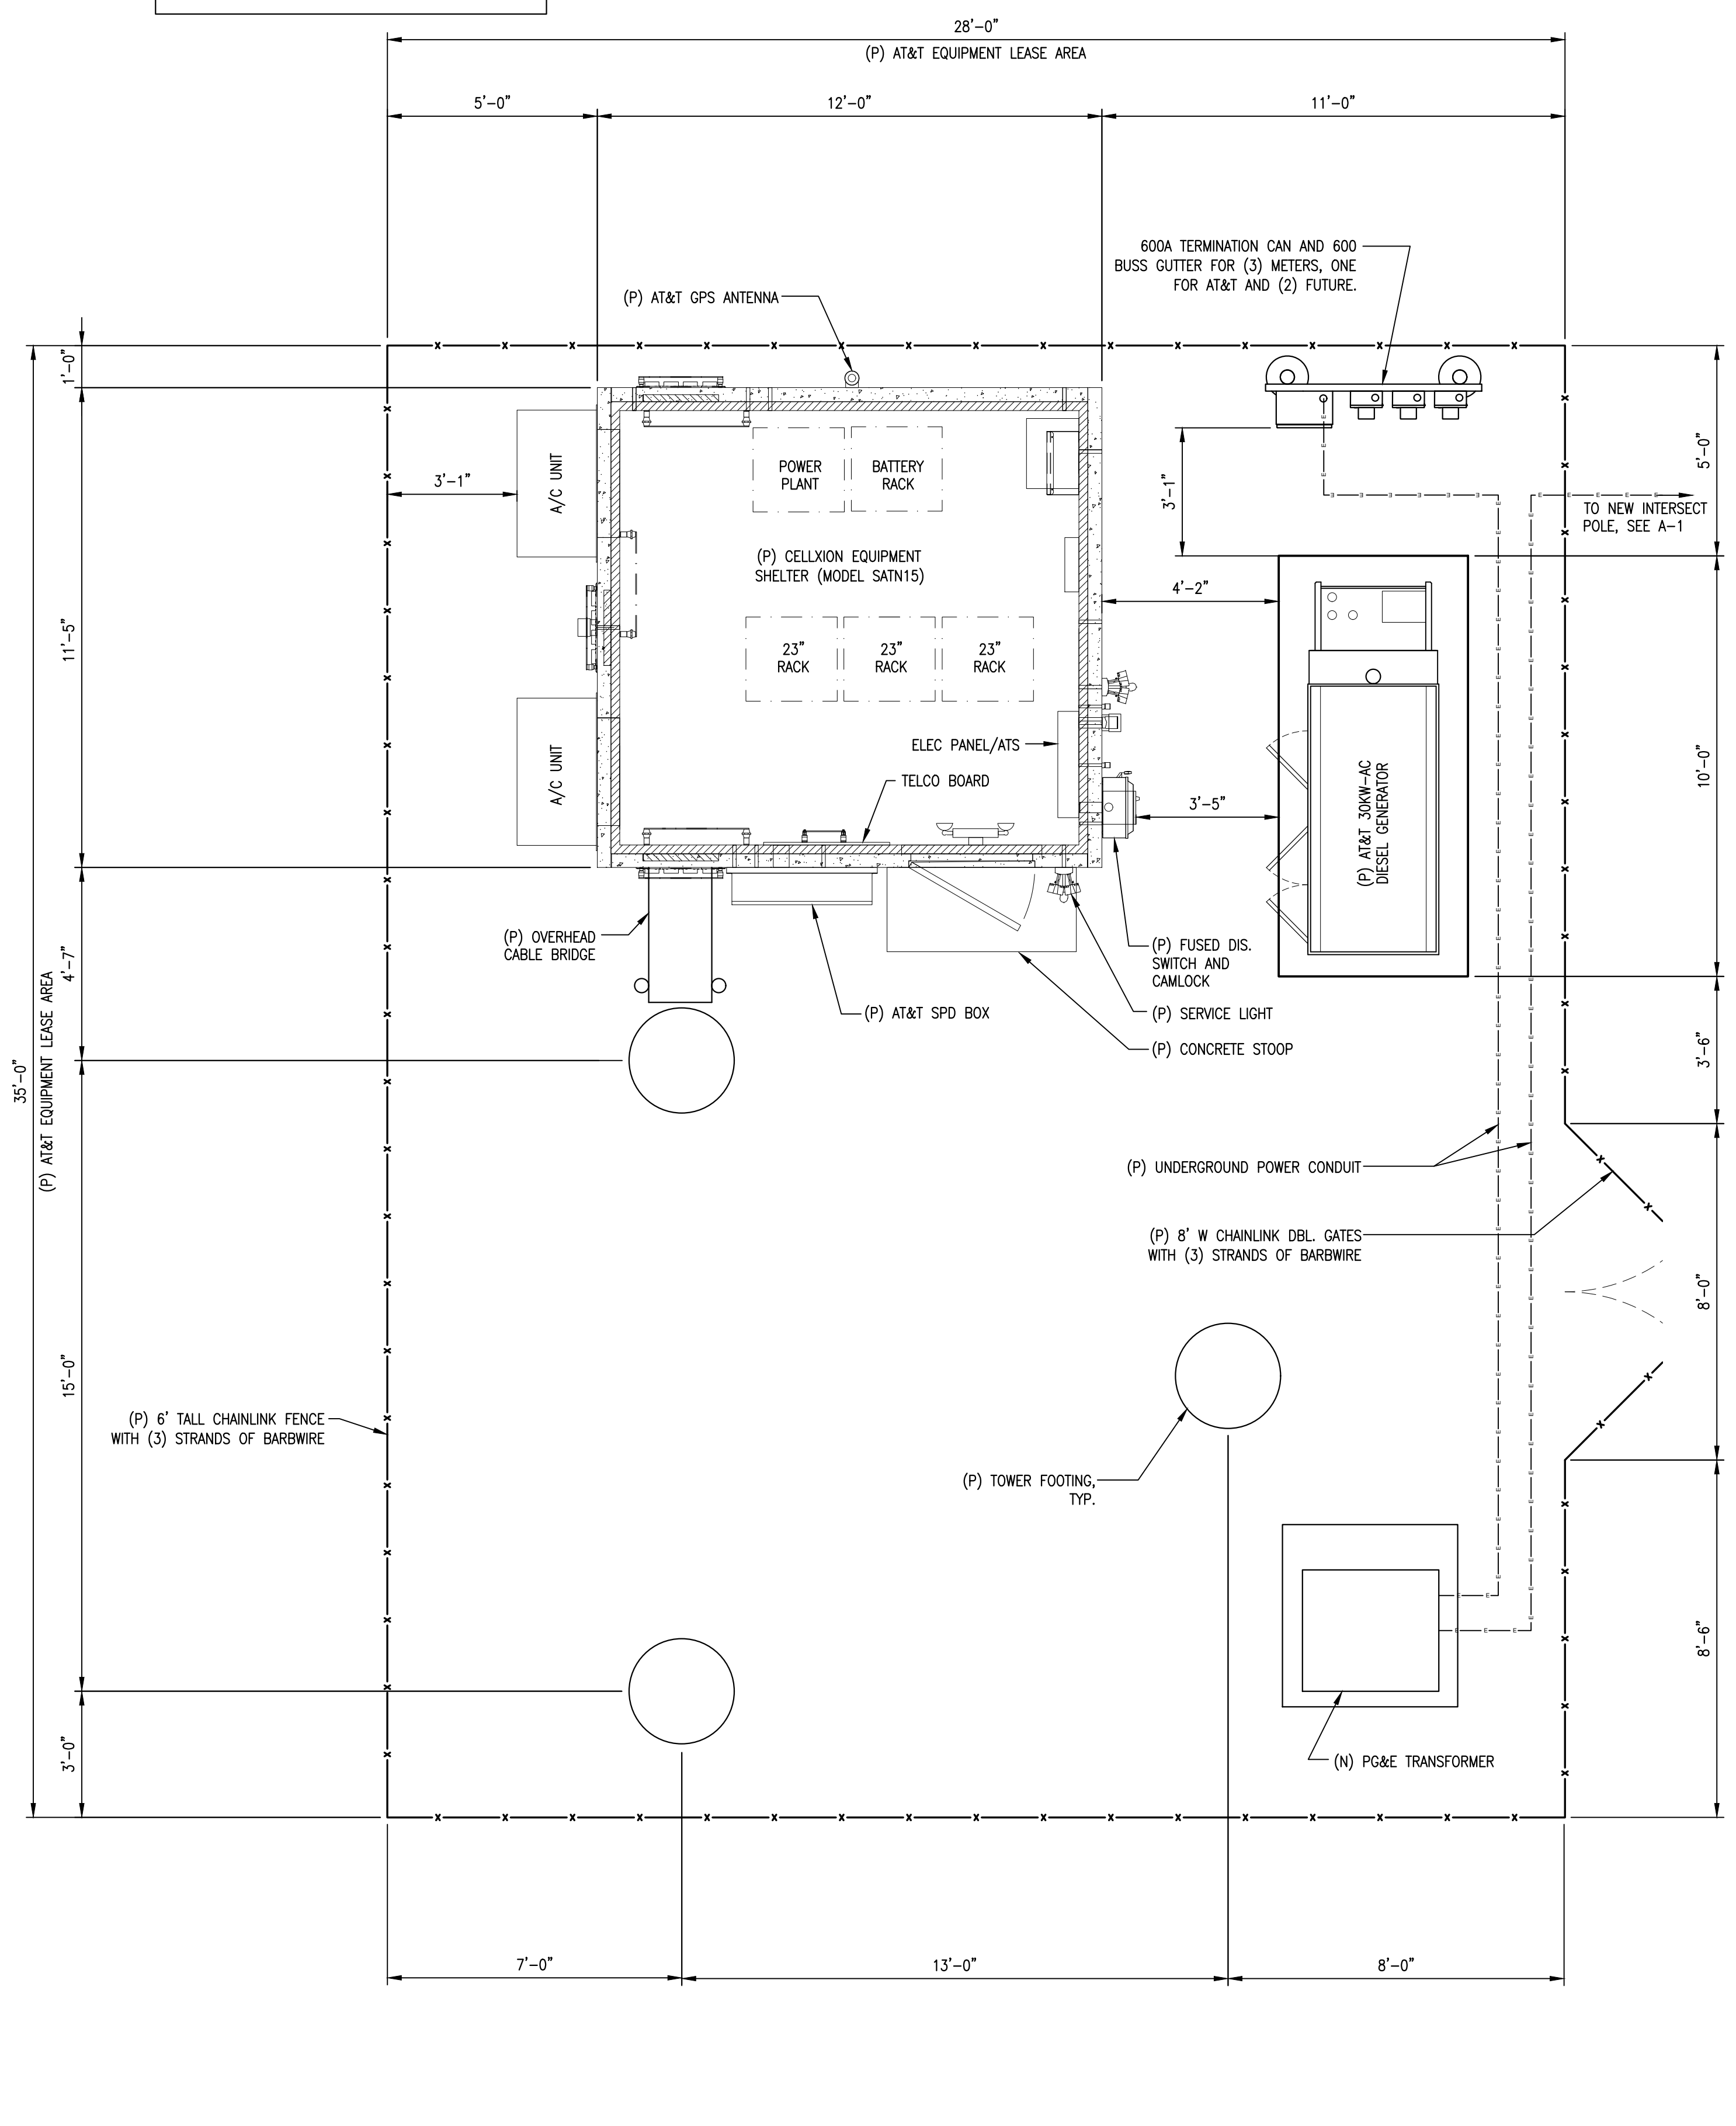 28'-0"
(P) AT&T EQUIPMENT LEASE AREA
5'-0"
12'-0"
11'-0"
600A TERMINATION CAN AND 600
BUSS GUTTER FOR (3) METERS, ONE
FOR AT&T AND (2) FUTURE.
(P) AT&T GPS ANTENNA
1'-0"
A/C UNIT
3'-1"
POWER
PLANT
BATTERY
RACK
3'-1"
5'-0"
TO NEW INTERSECT
POLE, SEE A-1
(P) CELLXION EQUIPMENT
SHELTER (MODEL SATN15)
4'-2"
11'-5"
23"
RACK
23"
RACK
23"
RACK
A/C UNIT
ELEC PANEL/ATS
TELCO BOARD
3'-5"
(P) AT&T 30KW-AC
DIESEL GENERATOR
10'-0"
(P) OVERHEAD
CABLE BRIDGE
4'-7"
(P) FUSED DIS.
SWITCH AND
CAMLOCK
(P) AT&T SPD BOX
(P) SERVICE LIGHT
(P) CONCRETE STOOP
3'-6"
35'-0"
(P) AT&T EQUIPMENT LEASE AREA
(P) UNDERGROUND POWER CONDUIT
(P) 8' W CHAINLINK DBL. GATES
WITH (3) STRANDS OF BARBWIRE
8'-0"
15'-0"
(P) 6' TALL CHAINLINK FENCE
WITH (3) STRANDS OF BARBWIRE
(P) TOWER FOOTING,
TYP.
8'-6"
3'-0"
(N) PG&E TRANSFORMER
7'-0"
13'-0"
8'-0"